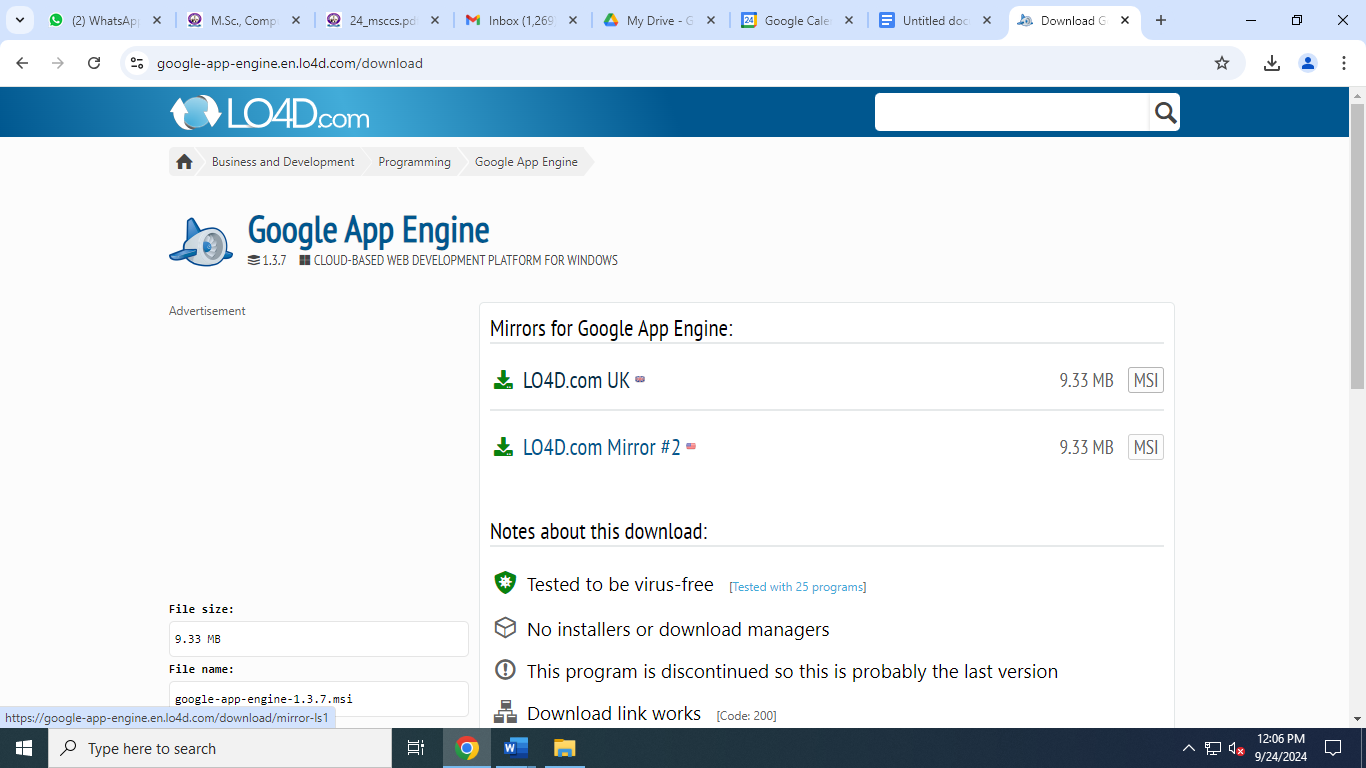 (2) WhatsApp
M.Sc., Comp
24_msccs.pd
Inbox (1,269
My Drive - G
Google Cale
Untitled doc
Download G
google-app-engine.en.lo4d.com/download
LO4D.com
Business and Development
Programming
Google App Engine
Google App Engine
1.3.7 CLOUD-BASED WEB DEVELOPMENT PLATFORM FOR WINDOWS
Advertisement
Mirrors for Google App Engine:
LO4D.com UK 9.33 MB MSI
LO4D.com Mirror #2 9.33 MB MSI
Notes about this download:
Tested to be virus-free [Tested with 25 programs]
No installers or download managers
This program is discontinued so this is probably the last version
Download link works [Code: 200]
File size:
9.33 MB
File name:
google-app-engine-1.3.7.msi
https://google-app-engine.en.lo4d.com/download/mirror-ls1
Type here to search
12:06 PM
9/24/2024